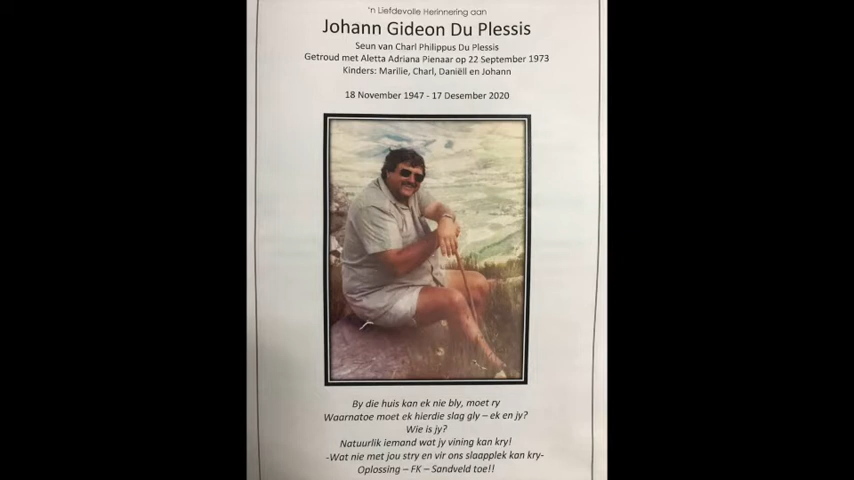 'n Liefdevolle Herinnering aan
Johann Gideon Du Plessis
Seun van Charl Philippus Du Plessis
Getroud met Aletta Adriana Pienaar op 22 September 1973
Kinders: Marilie, Charl, Daniëll en Johann
18 November 1947 - 17 Desember 2020
By die huis kan ek nie bly, moet ry
Waarnatoe moet ek hierdie slag gly – ek en jy?
Wie is jy?
Natuurlik iemand wat jy vining kan kry!
-Wat nie met jou stry en vir ons slaapplek kan kry-
Oplossing – FK – Sandveld toe!!